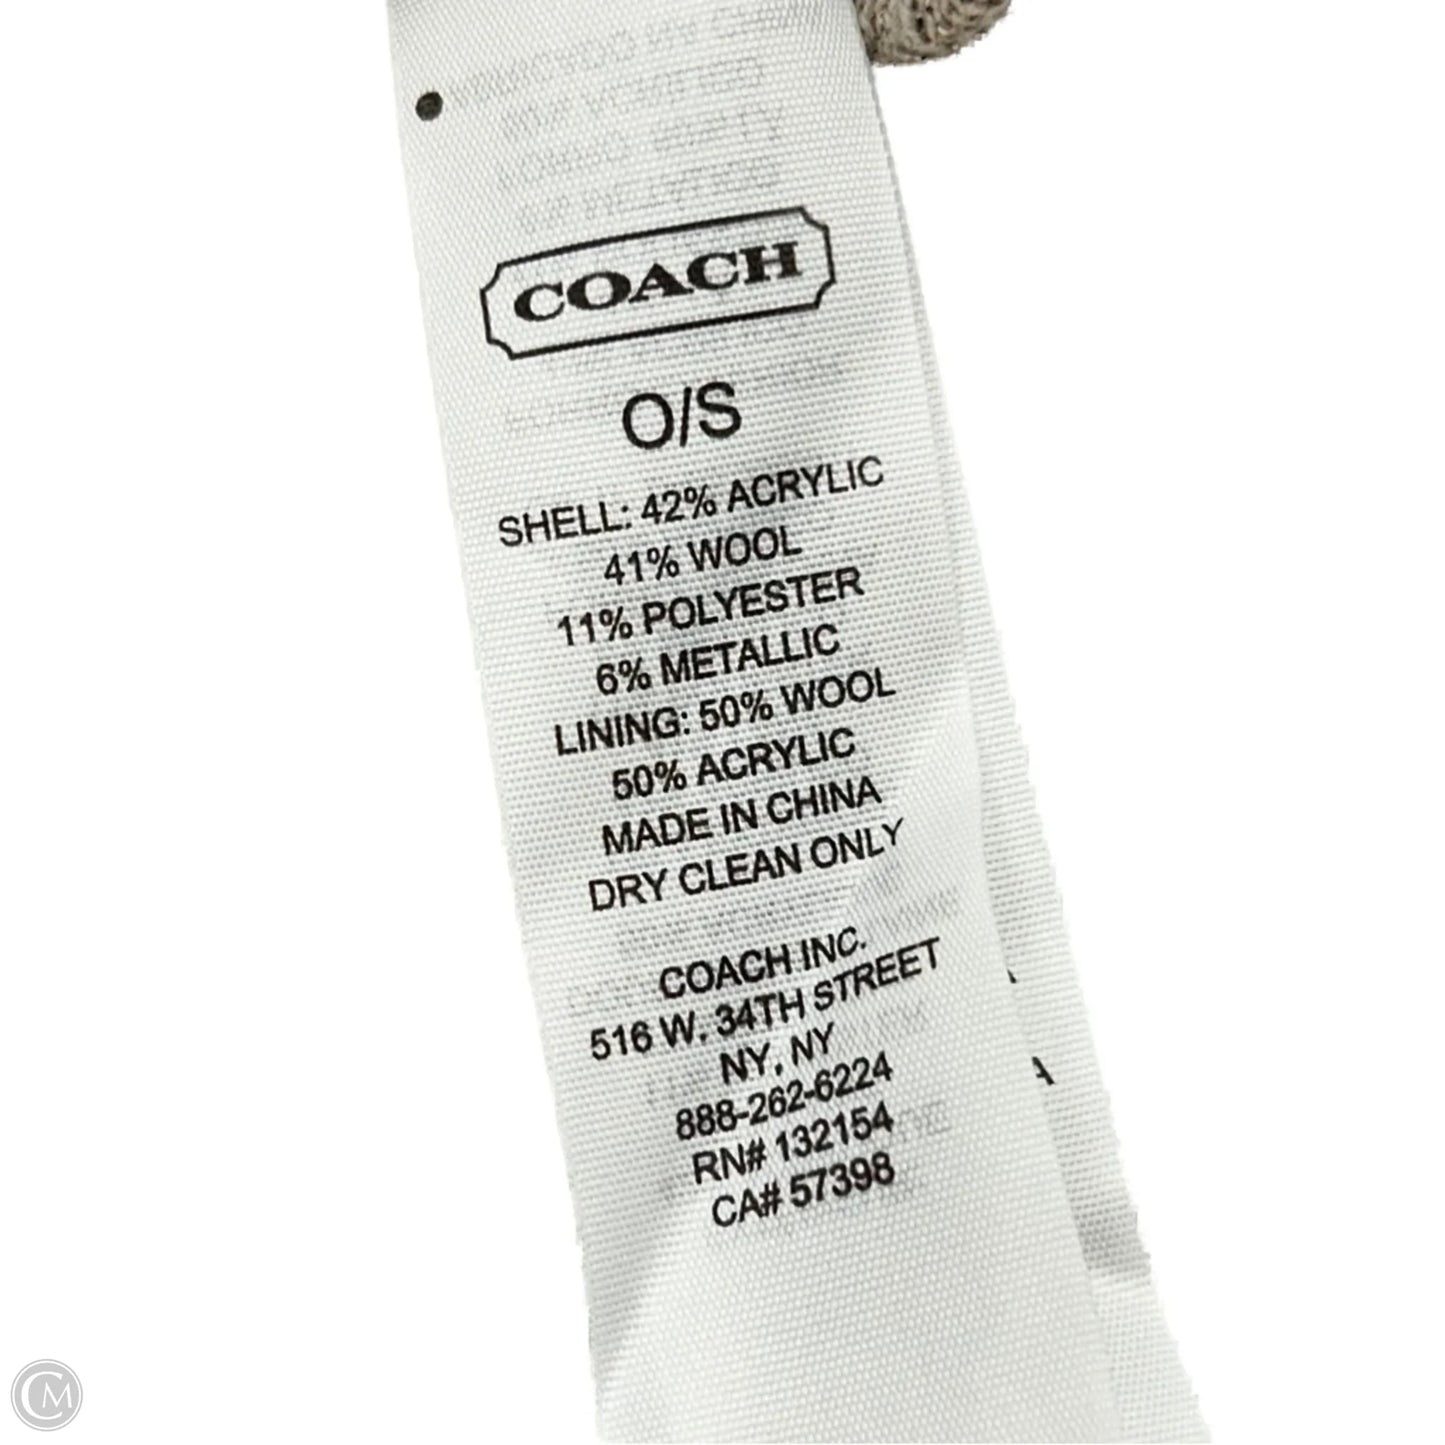 COACH
O/S
SHELL: 42% ACRYLIC
41% WOOL
11% POLYESTER
6% METALLIC
LINING: 50% WOOL
50% ACRYLIC
MADE IN CHINA
DRY CLEAN ONLY
COACH INC.
516 W. 34TH STREET
NY, NY
888-262-6224
RN# 132154
CA# 57398
CM